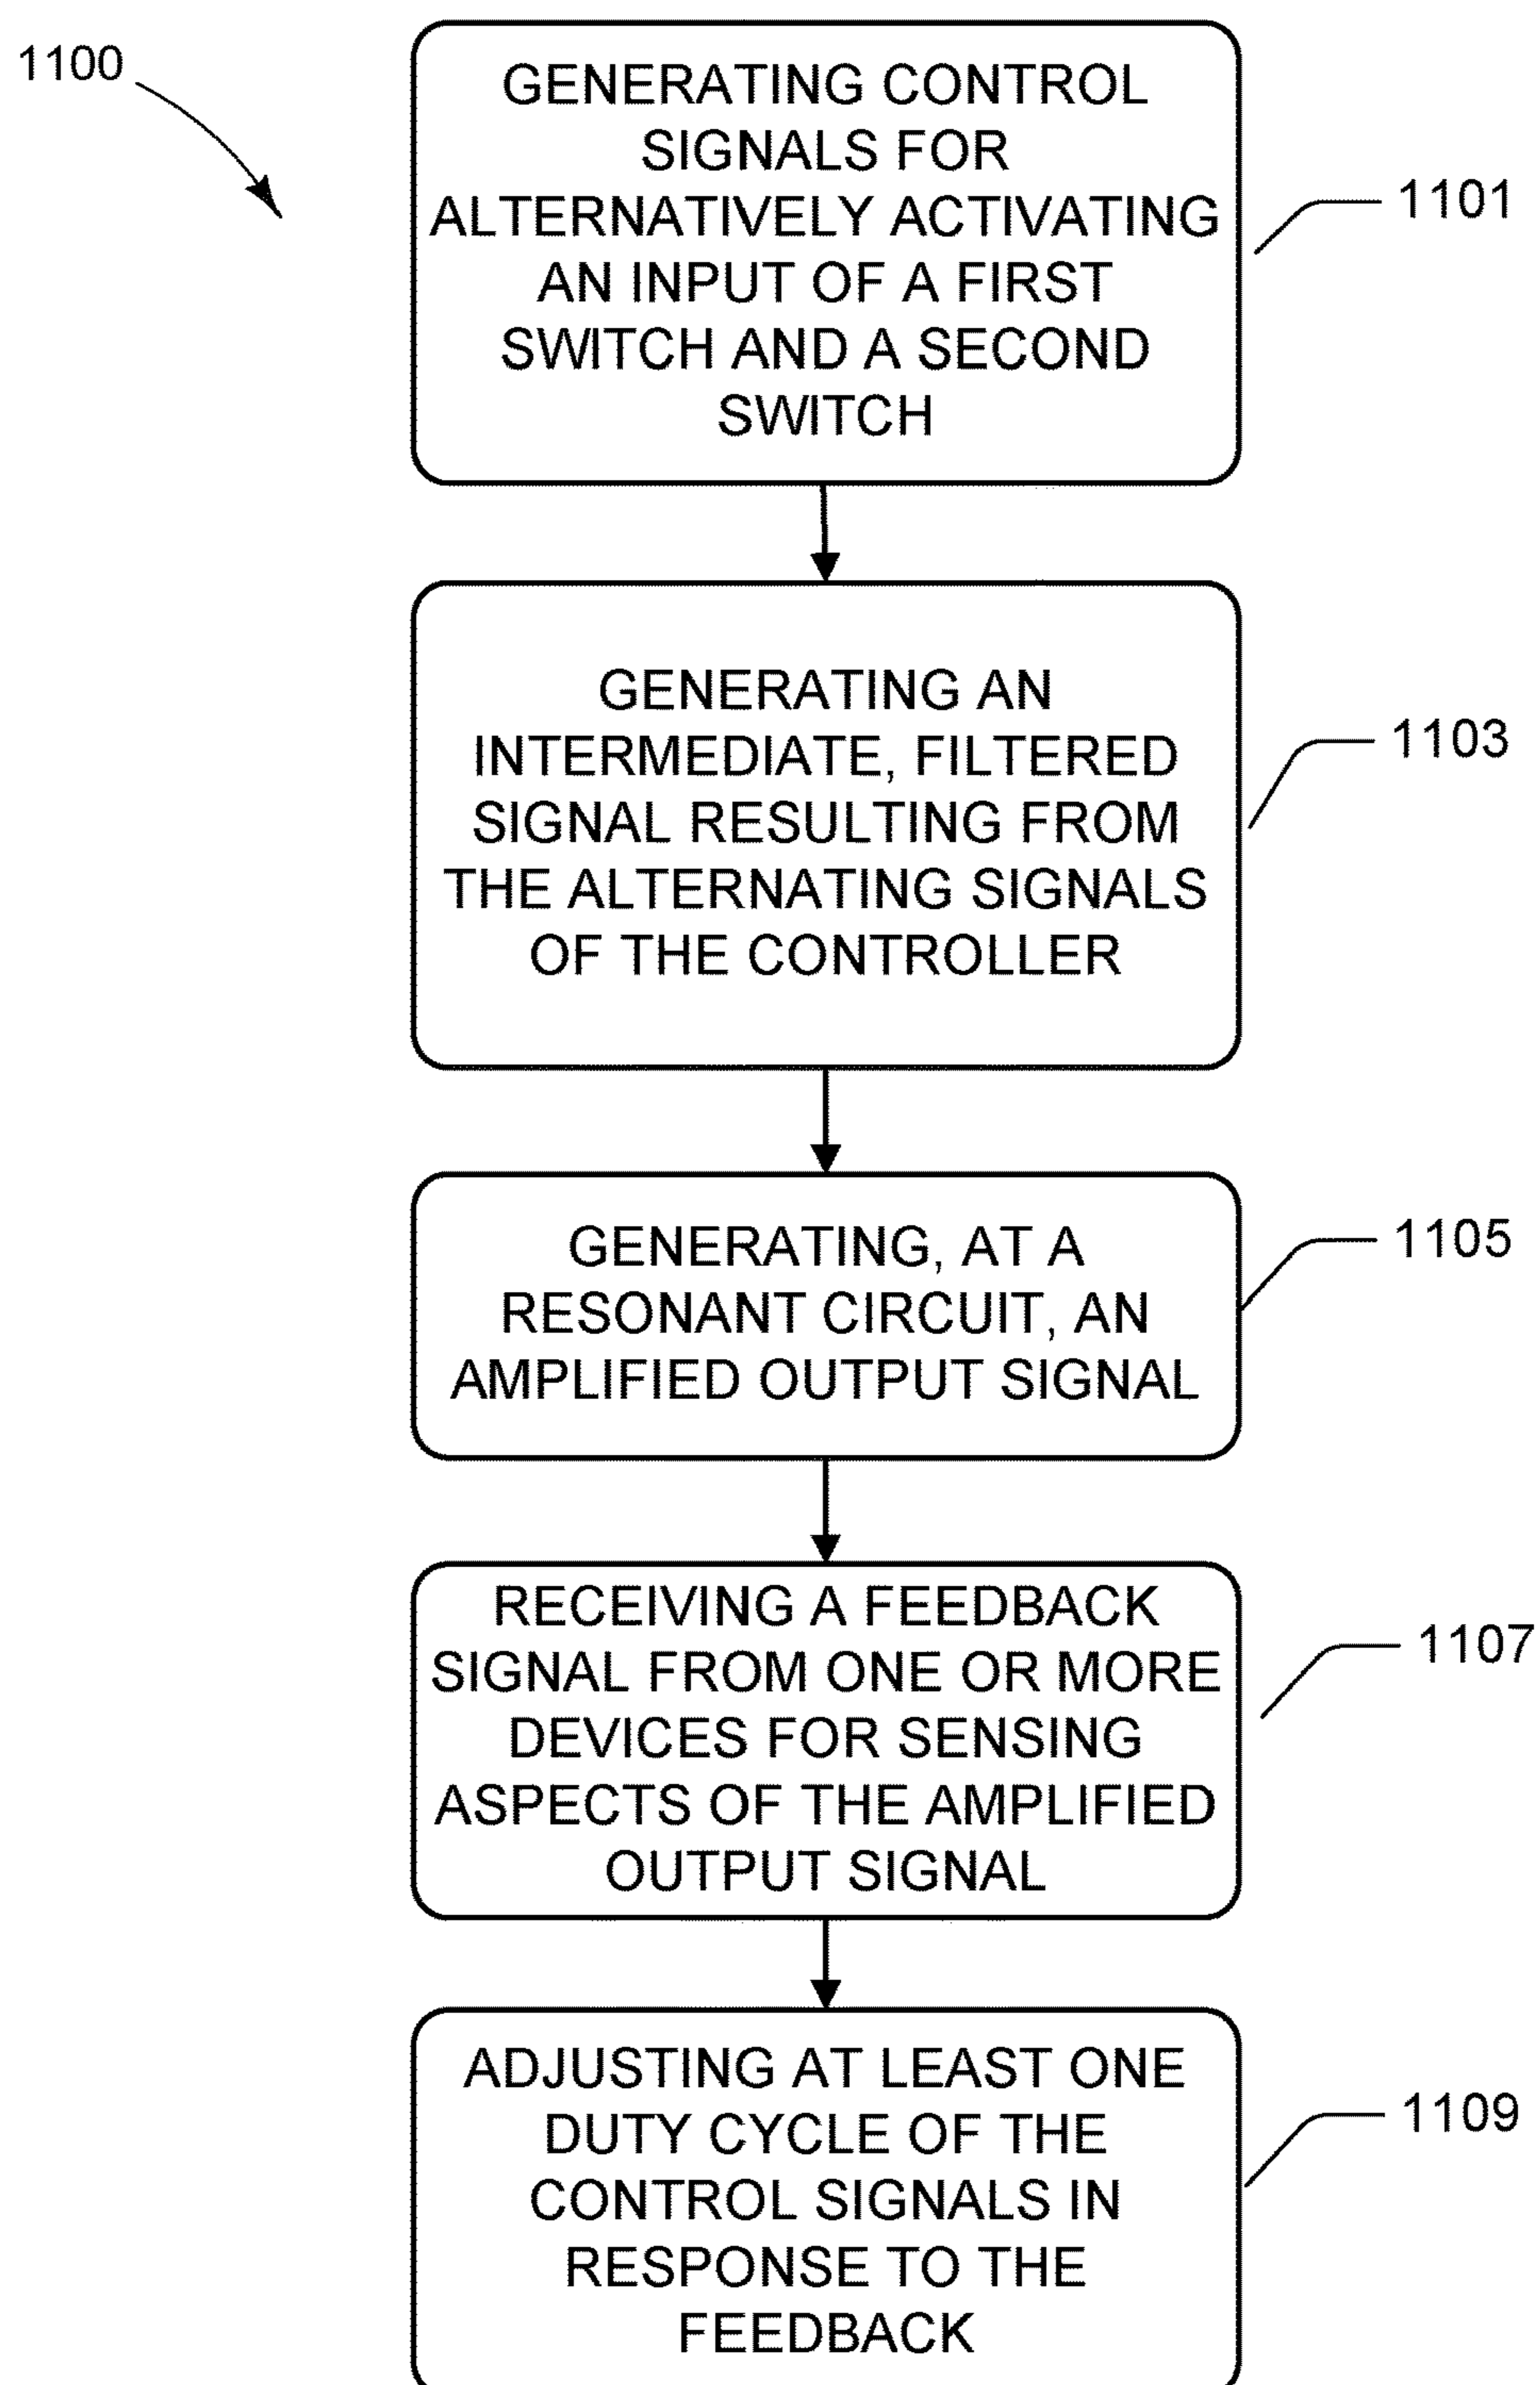 1100
GENERATING CONTROL
SIGNALS FOR
ALTERNATIVELY ACTIVATING
AN INPUT OF A FIRST
SWITCH AND A SECOND
SWITCH
1101
GENERATING AN
INTERMEDIATE, FILTERED
SIGNAL RESULTING FROM
THE ALTERNATING SIGNALS
OF THE CONTROLLER
1103
GENERATING, AT A
RESONANT CIRCUIT, AN
AMPLIFIED OUTPUT SIGNAL
1105
RECEIVING A FEEDBACK
SIGNAL FROM ONE OR MORE
DEVICES FOR SENSING
ASPECTS OF THE AMPLIFIED
OUTPUT SIGNAL
1107
ADJUSTING AT LEAST ONE
DUTY CYCLE OF THE
CONTROL SIGNALS IN
RESPONSE TO THE
FEEDBACK
1109